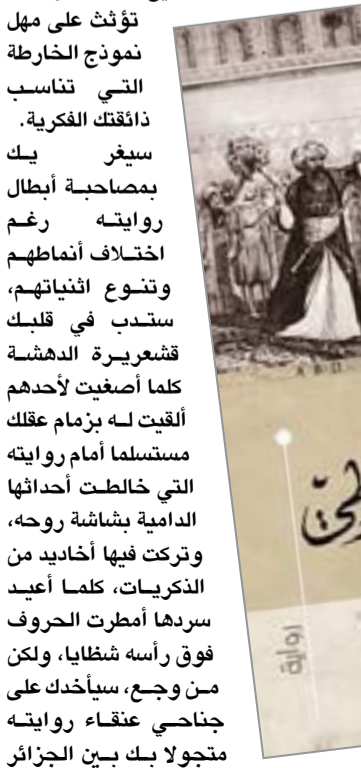 تؤثث على مهل
نموذج الخارطة
التي تناسب
ذائقتك الفكرية.
سيغر يك
بمصاحبة أبطال
روايته رغم
اختلاف أنماطهم
وتنوع اثنياتهم،
ستدب في قلبك
قشعريرة الدهشة
كلما أصغيت لأحدهم
ألقيت له بزمام عقلك
مستسلما أمام روايته
التي خالطت أحداثها
الدامية بشاشة روحه،
وتركت فيها أخاديد من
الذكريات، كلما أعيد
سردها أمطرت الحروف
فوق رأسه شظايا، ولكن
من وجع، سيأخدك على
جناحي عنقاء روايته
متجولا بك بين الجزائر
رواية